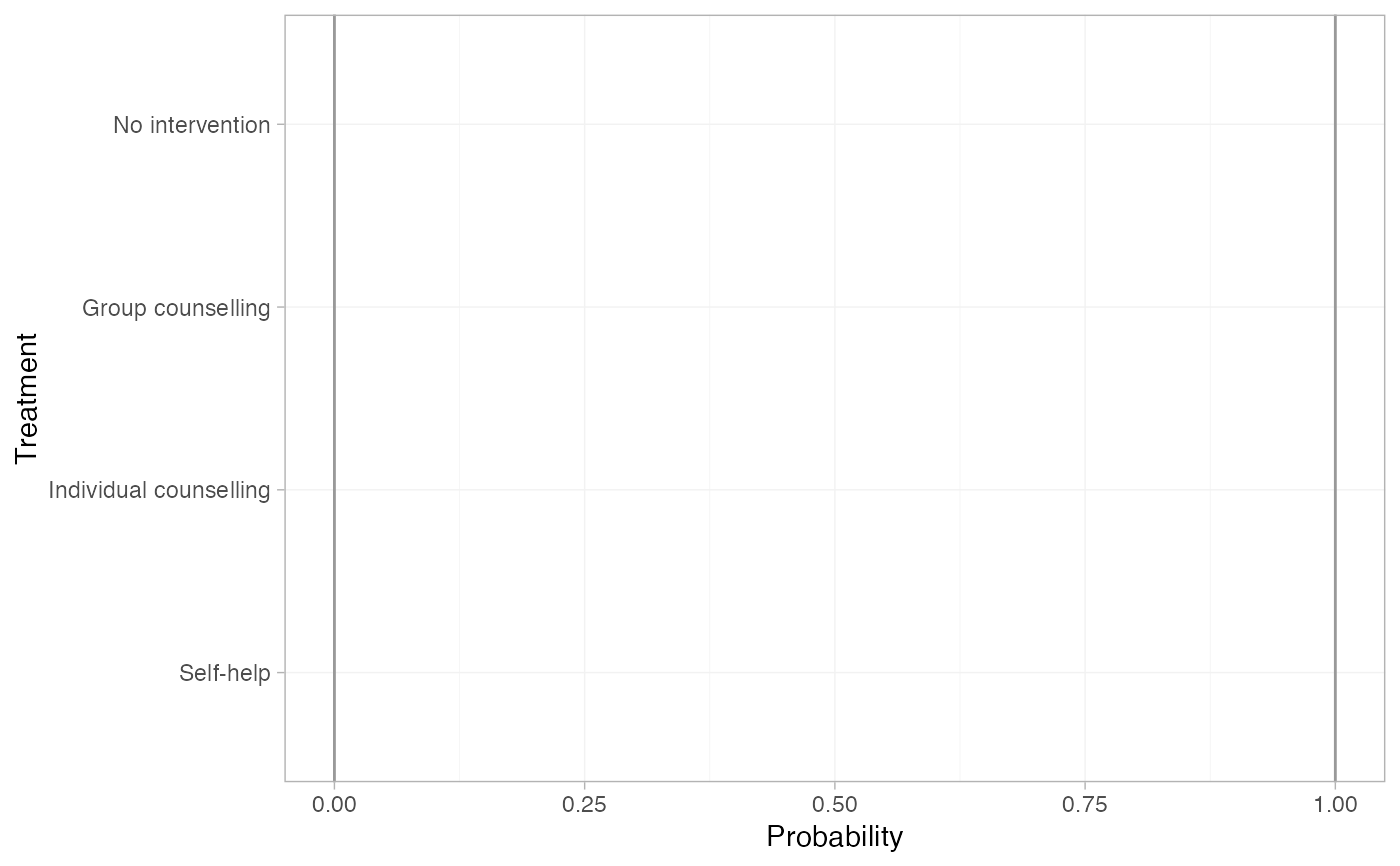 No intervention
Group counselling
Individual counselling
Self-help
Treatment
0.00 0.25 0.50 0.75 1.00
Probability